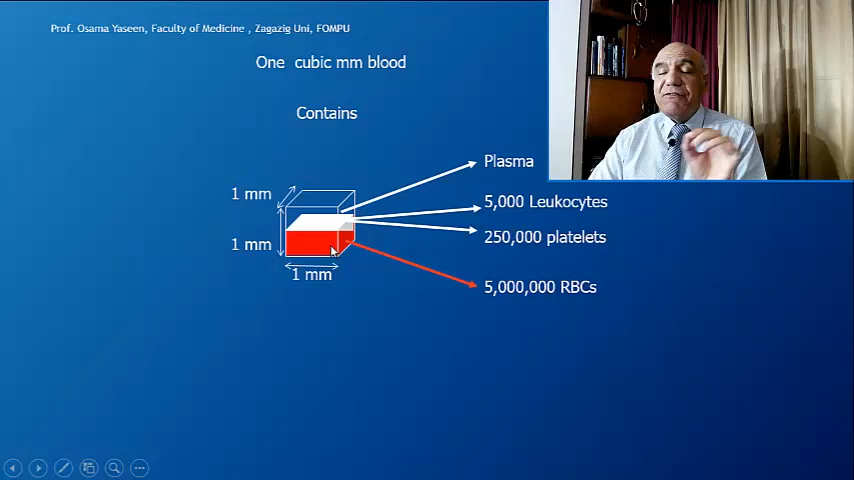 Prof. Osama Yaseen, Faculty of Medicine , Zagazig Uni, FOMPU
One cubic mm blood
Contains
Plasma
1 mm
5,000 Leukocytes
250,000 platelets
1 mm
1 mm
5,000,000 RBCs